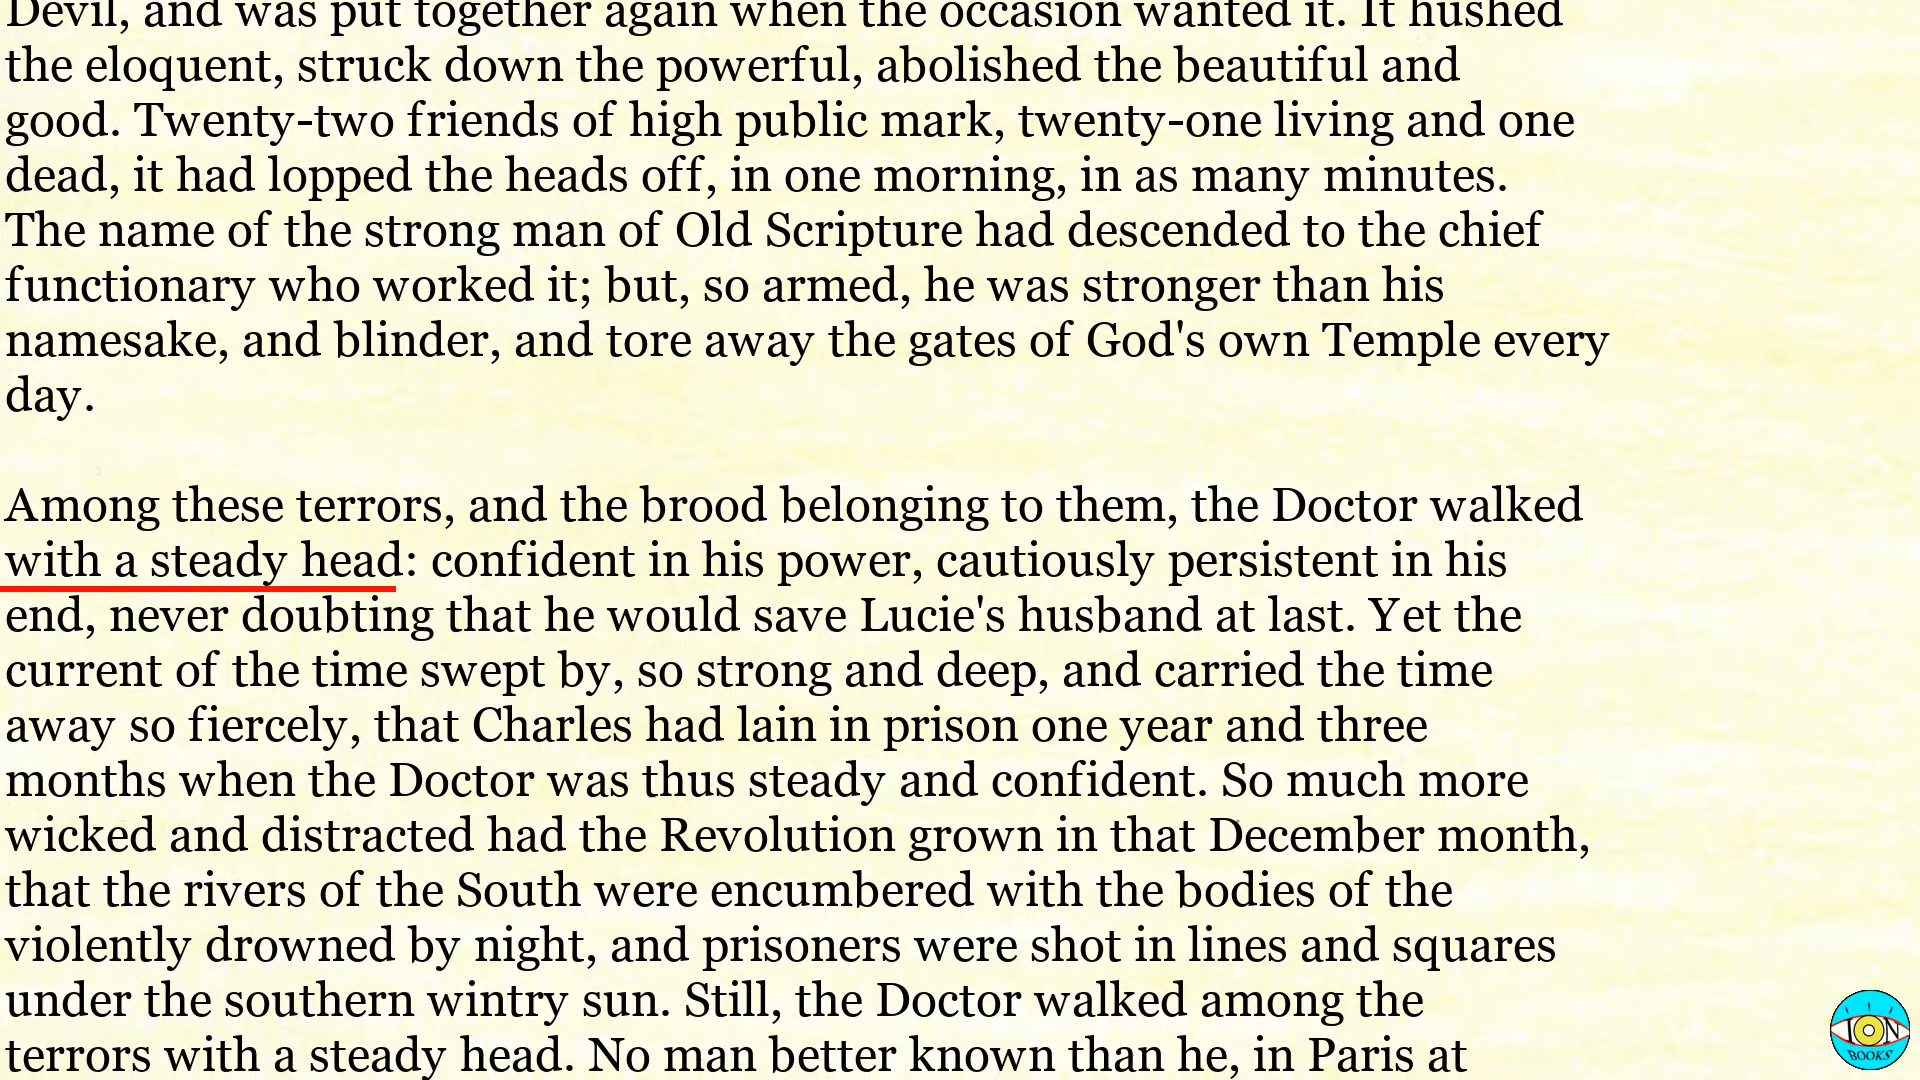 Devil, and was put together again when the occasion wanted it. It hushed
the eloquent, struck down the powerful, abolished the beautiful and
good. Twenty-two friends of high public mark, twenty-one living and one
dead, it had lopped the heads off, in one morning, in as many minutes.
The name of the strong man of Old Scripture had descended to the chief
functionary who worked it; but, so armed, he was stronger than his
namesake, and blinder, and tore away the gates of God's own Temple every
day.
Among these terrors, and the brood belonging to them, the Doctor walked
with a steady head: confident in his power, cautiously persistent in his
end, never doubting that he would save Lucie's husband at last. Yet the
current of the time swept by, so strong and deep, and carried the time
away so fiercely, that Charles had lain in prison one year and three
months when the Doctor was thus steady and confident. So much more
wicked and distracted had the Revolution grown in that December month,
that the rivers of the South were encumbered with the bodies of the
violently drowned by night, and prisoners were shot in lines and squares
under the southern wintry sun. Still, the Doctor walked among the
terrors with a steady head. No man better known than he, in Paris at
ION
BOOKS